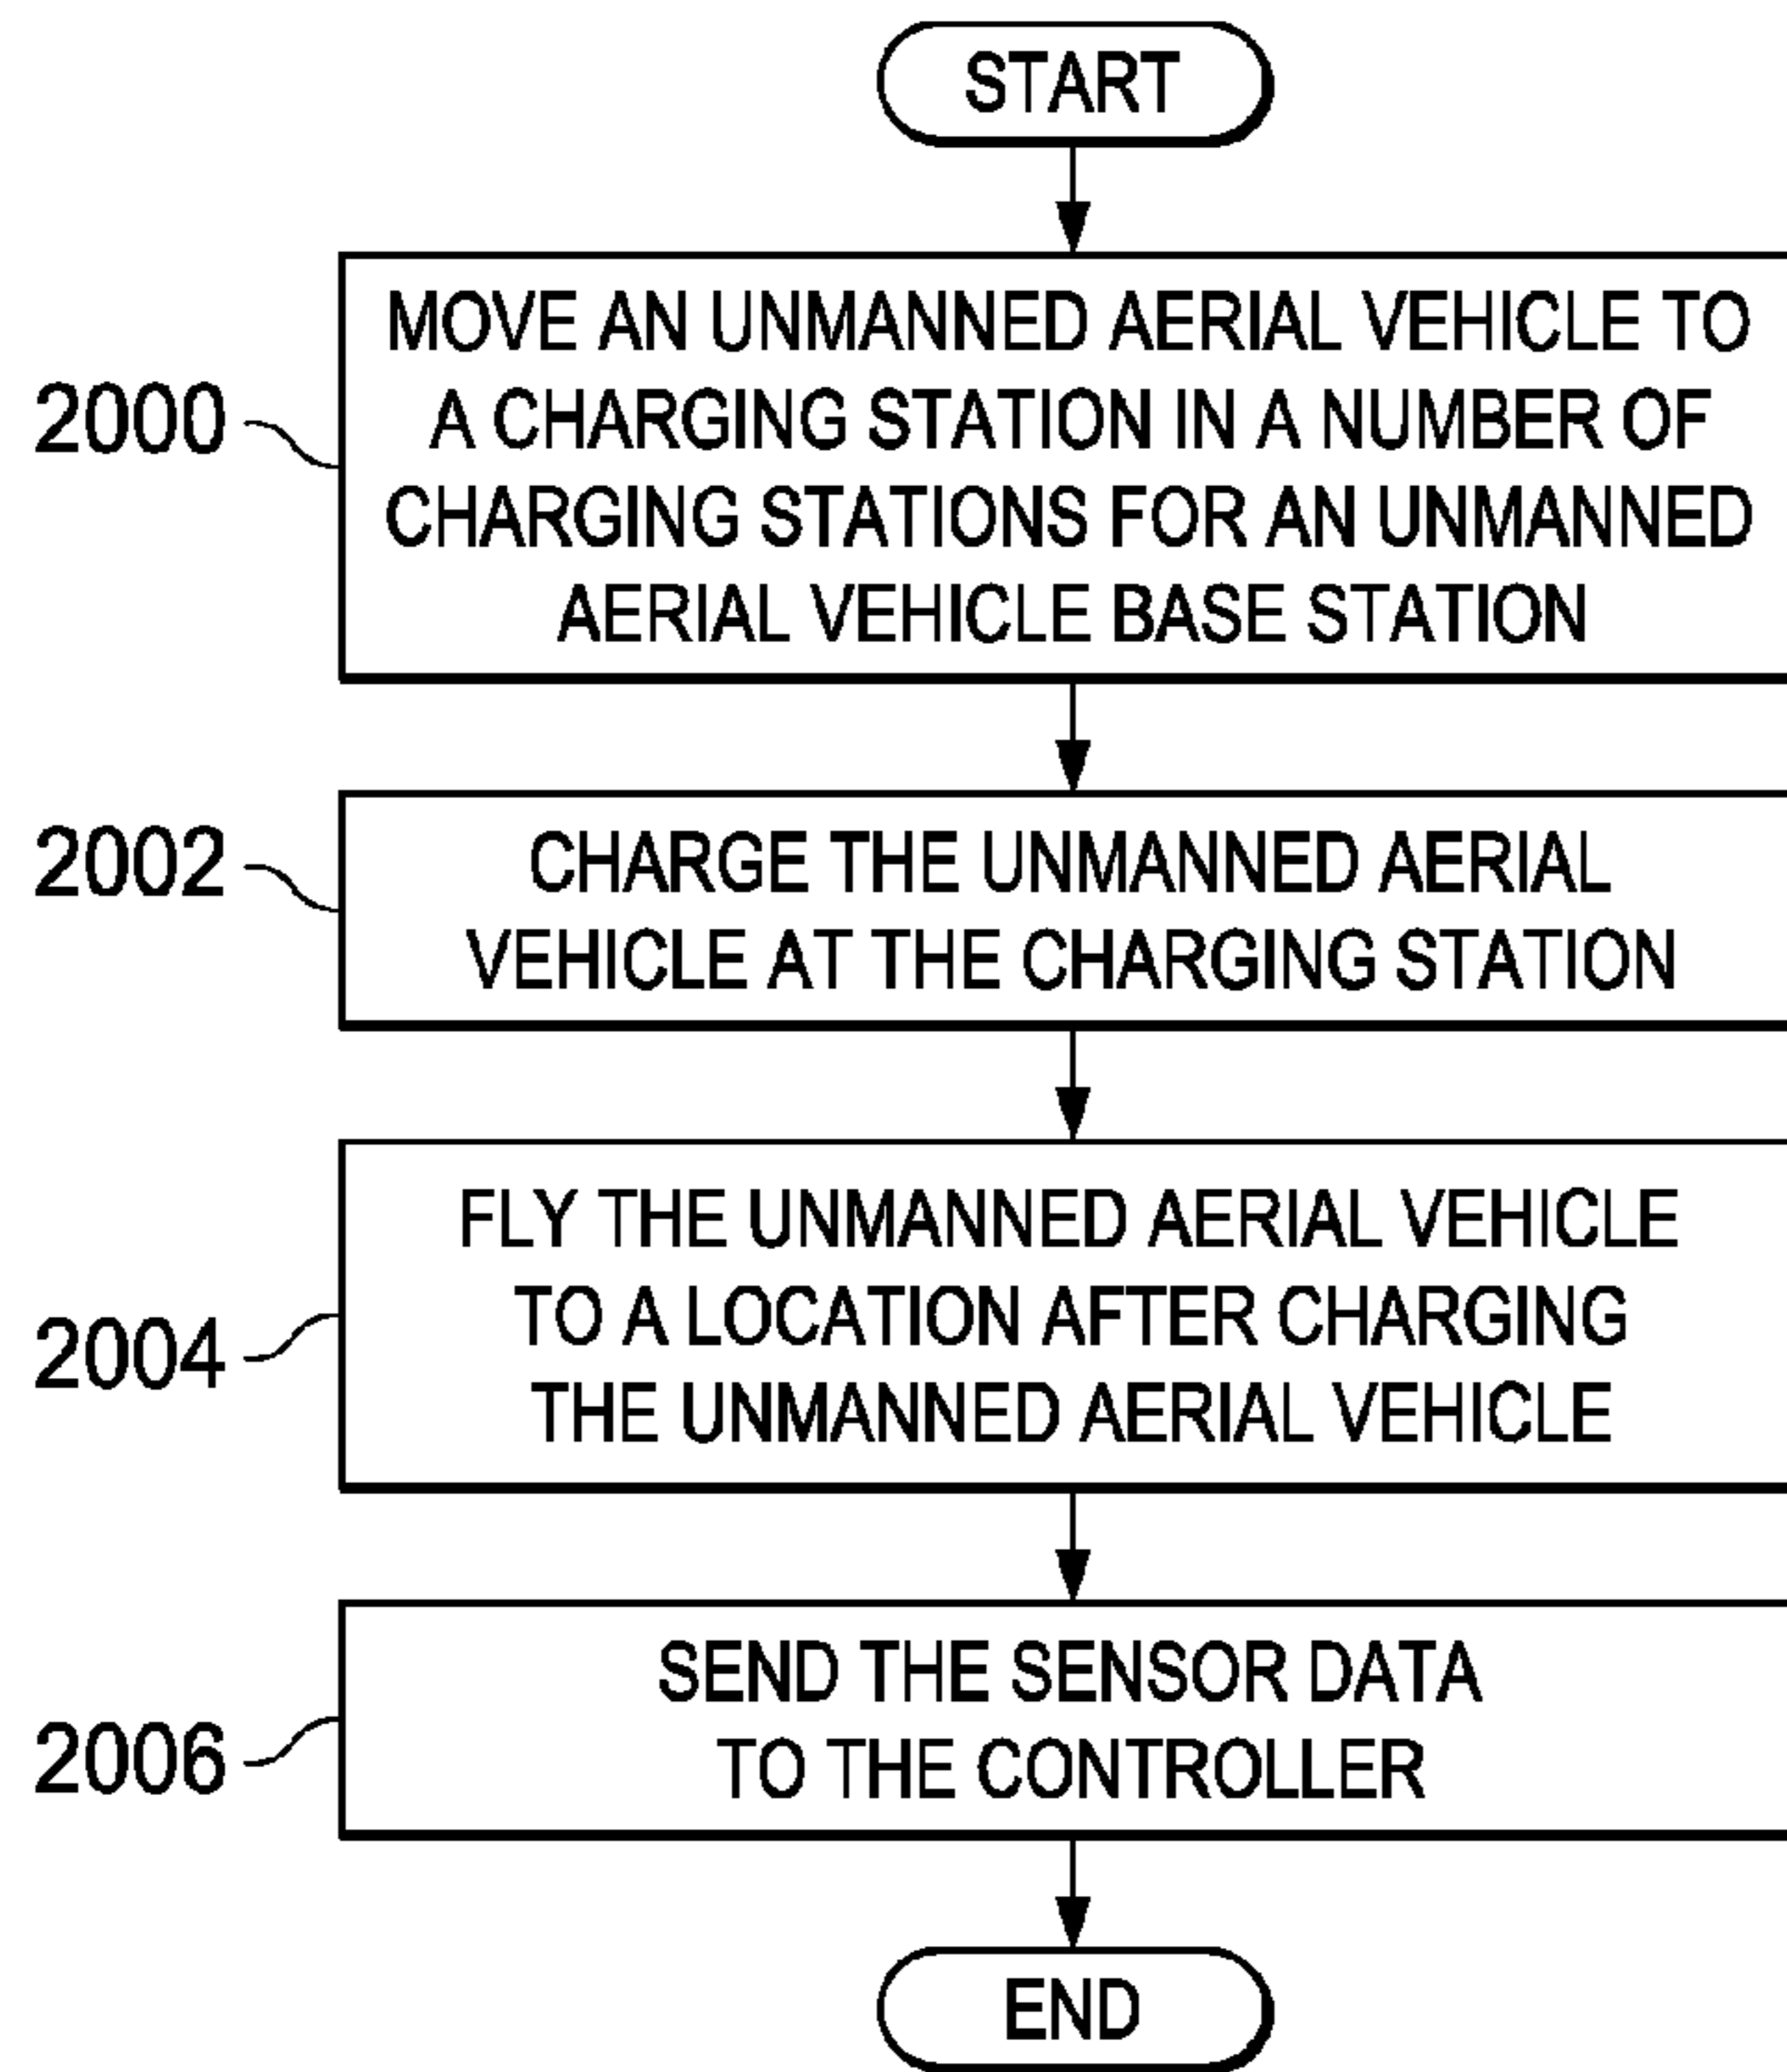 START
MOVE AN UNMANNED AERIAL VEHICLE TO
A CHARGING STATION IN A NUMBER OF
CHARGING STATIONS FOR AN UNMANNED
AERIAL VEHICLE BASE STATION
2000
CHARGE THE UNMANNED AERIAL
VEHICLE AT THE CHARGING STATION
2002
FLY THE UNMANNED AERIAL VEHICLE
TO A LOCATION AFTER CHARGING
THE UNMANNED AERIAL VEHICLE
2004
SEND THE SENSOR DATA
TO THE CONTROLLER
2006
END